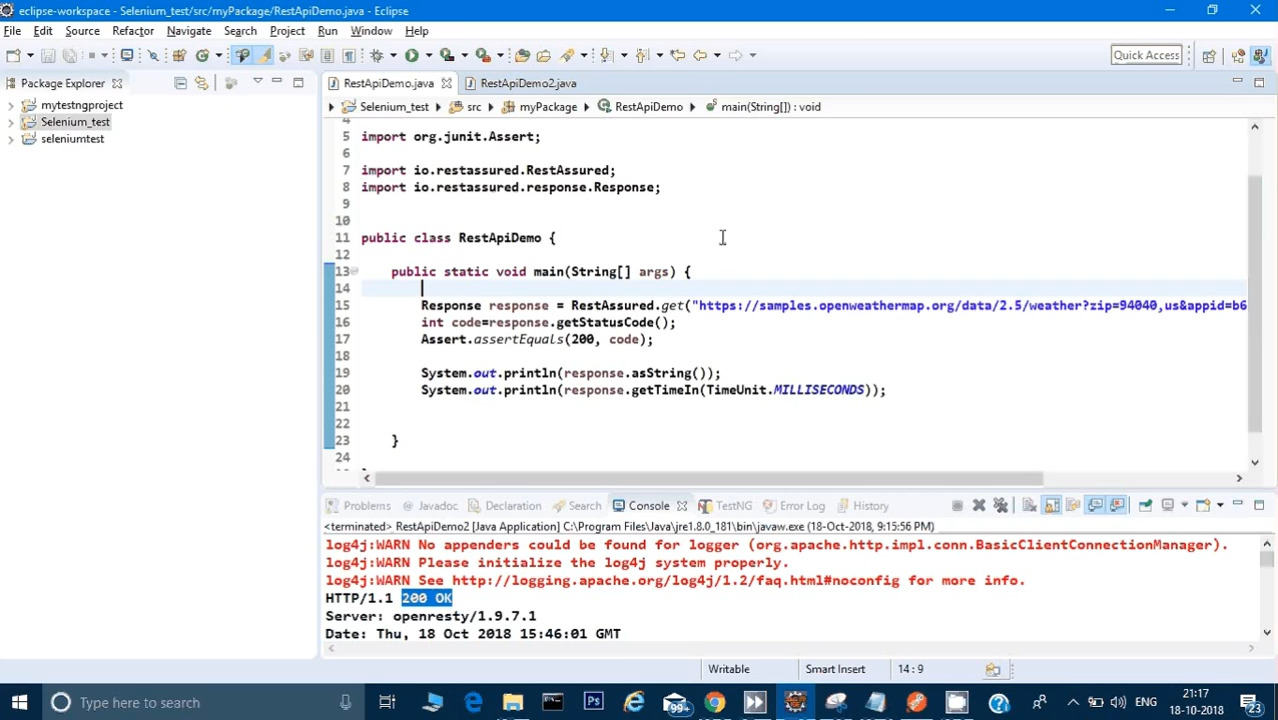 eclipse-workspace - Selenium_test/src/myPackage/RestApiDemo.java - Eclipse
File Edit Source Refactor Navigate Search Project Run Window Help
Quick Access
Package Explorer
RestApiDemo.java RestApiDemo2.java
mytestngproject
Selenium_test
seleniumtest
Selenium_test src myPackage RestApiDemo main(String[]) : void
4
5 import org.junit.Assert;
6
7 import io.restassured.RestAssured;
8 import io.restassured.response.Response;
9
10
11 public class RestApiDemo {
12
13 public static void main(String[] args) {
14
15 Response response = RestAssured.get("https://samples.openweathermap.org/data/2.5/weather?zip=94040,us&appid=b6
16 int code=response.getStatusCode();
17 Assert.assertEquals(200, code);
18
19 System.out.println(response.asString());
20 System.out.println(response.getTimeIn(TimeUnit.MILLISECONDS));
21
22
23 }
24
Problems Javadoc Declaration Search Console TestNG Error Log History
<terminated> RestApiDemo2 [Java Application] C:\Program Files\Java\jre1.8.0_181\bin\javaw.exe (18-Oct-2018, 9:15:56 PM)
log4j:WARN No appenders could be found for logger (org.apache.http.impl.conn.BasicClientConnectionManager).
log4j:WARN Please initialize the log4j system properly.
log4j:WARN See http://logging.apache.org/log4j/1.2/faq.html#noconfig for more info.
HTTP/1.1 200 OK
Server: openresty/1.9.7.1
Date: Thu, 18 Oct 2018 15:46:01 GMT
Writable Smart Insert 14 : 9
Type here to search
99+
Ps
ENG
21:17
18-10-2018
23